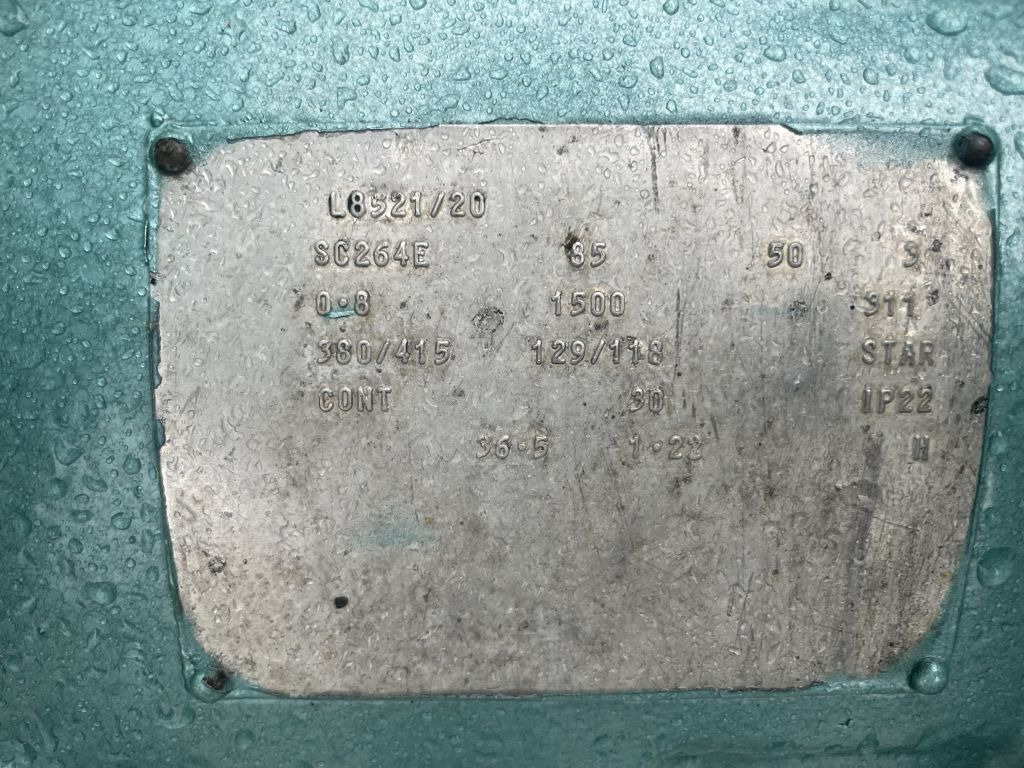 L8521/20
SC264E 85 50 3
0.8 1500 311
380/415 129/118 STAR
CONT 30 IP22
36.5 1.22 H